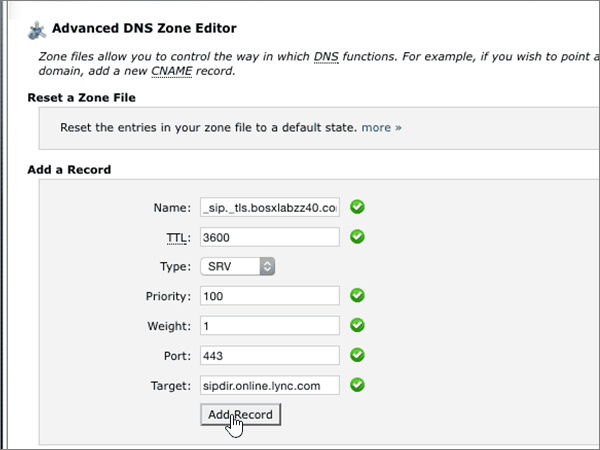 Advanced DNS Zone Editor
Zone files allow you to control the way in which DNS functions. For example, if you wish to point a
domain, add a new CNAME record.
Reset a Zone File
Reset the entries in your zone file to a default state. more »
Add a Record
Name: _sip._tls.bosxlabzz40.co
TTL: 3600
Type: SRV
Priority: 100
Weight: 1
Port: 443
Target: sipdir.online.lync.com
Add Record